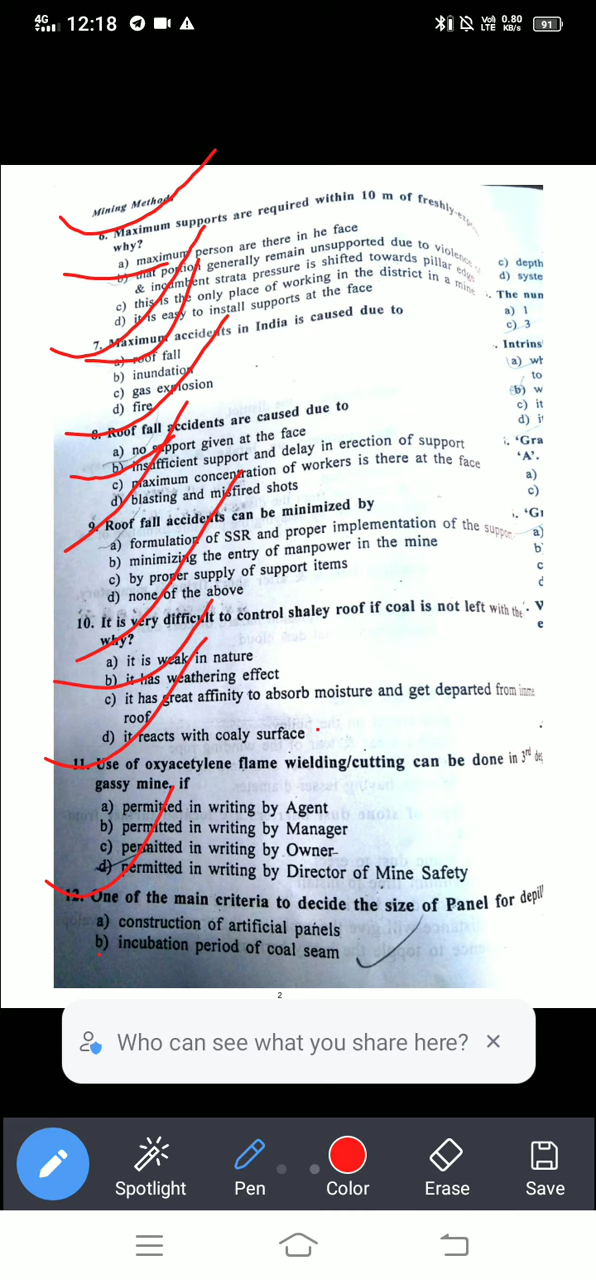 4G 12:18 Vo) LTE 0.80 KB/s 91
Mining Methods
6. Maximum supports are required within 10 m of freshly
why?
a) maximum person are there in he face
b) that portion generally remain unsupported due to violence
& incumbent strata pressure is shifted towards pillar edge
c) this is the only place of working in the district in a mine
d) it is easy to install supports at the face
7. Maximum accidents in India is caused due to
a) roof fall
b) inundation
c) gas explosion
d) fire
8. Roof fall accidents are caused due to
a) no support given at the face
b) insufficient support and delay in erection of support
c) maximum concentration of workers is there at the face
d) blasting and misfired shots
9. Roof fall accidents can be minimized by
a) formulation of SSR and proper implementation of the suppor
b) minimizing the entry of manpower in the mine
c) by proper supply of support items
d) none of the above
10. It is very difficult to control shaley roof if coal is not left with the
why?
a) it is weak in nature
b) it has weathering effect
c) it has great affinity to absorb moisture and get departed from imme
roof
d) it reacts with coaly surface
11. Use of oxyacetylene flame wielding/cutting can be done in 3rd deg
gassy mine, if
a) permitted in writing by Agent
b) permitted in writing by Manager
c) permitted in writing by Owner
d) permitted in writing by Director of Mine Safety
12. One of the main criteria to decide the size of Panel for depill
a) construction of artificial panels
b) incubation period of coal seam
c) depth
d) syste
The num
a) 1
c) 3
Intrins
a) wh
to
b) w
c) it
d) it
'Gra
'A'.
a)
c)
'G
a)
b
c
d
V
e
2
Who can see what you share here? ×
Spotlight Pen Color Erase Save